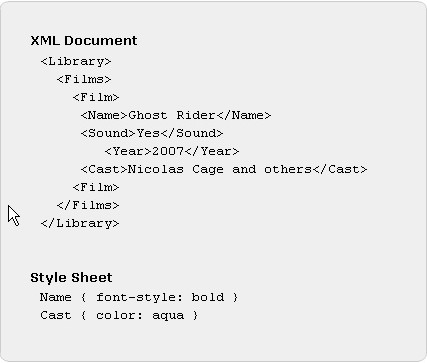 XML Document
<Library>
<Films>
<Film>
<Name>Ghost Rider</Name>
<Sound>Yes</Sound>
<Year>2007</Year>
<Cast>Nicolas Cage and others</Cast>
<Film>
</Films>
</Library>
Style Sheet
Name { font-style: bold }
Cast { color: aqua }